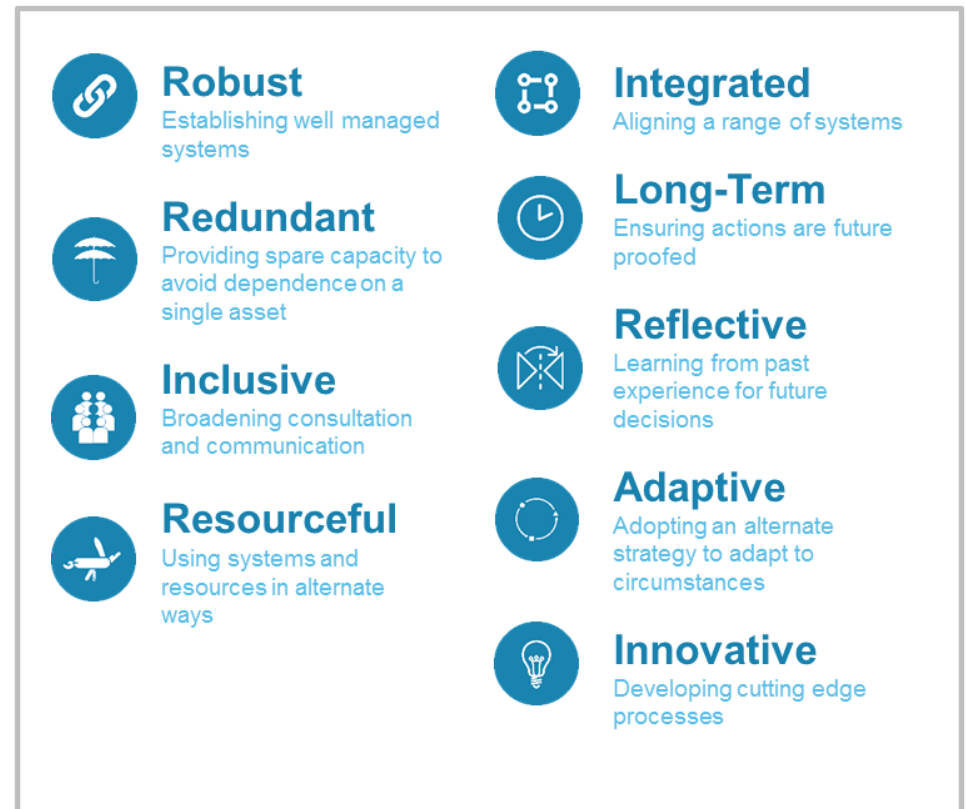 Robust
Establishing well managed
systems
Redundant
Providing spare capacity to
avoid dependence on a
single asset
Inclusive
Broadening consultation
and communication
Resourceful
Using systems and
resources in alternate
ways
Integrated
Aligning a range of systems
Long-Term
Ensuring actions are future
proofed
Reflective
Learning from past
experience for future
decisions
Adaptive
Adopting an alternate
strategy to adapt to
circumstances
Innovative
Developing cutting edge
processes